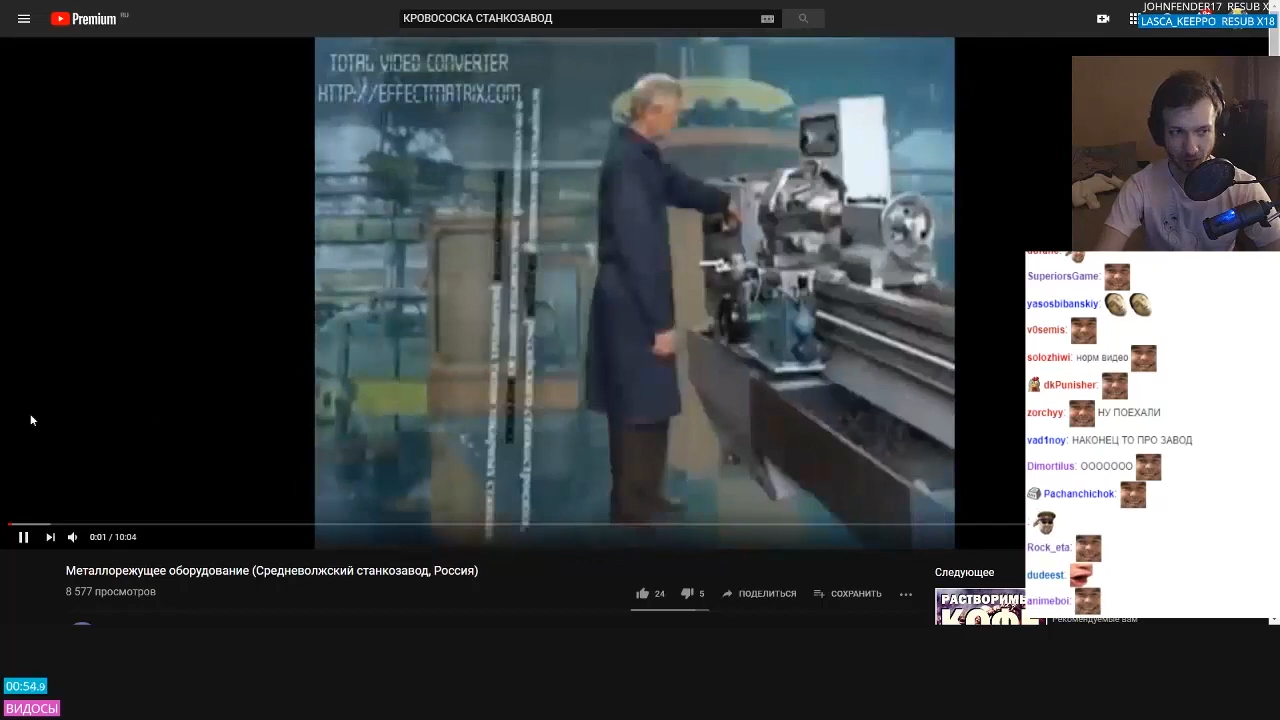 Premium RU
КРОВОСОСКА СТАНКОЗАВОД
JOHNFENDER17 RESUB X
LASCA_KEEPPO RESUB X18
TOTAL VIDEO CONVERTER
HTTP://EFFECTMATRIX.COM
SuperiorsGame:
yasosbibanskiy:
v0semis:
solozhiwi: норм видео
dkPunisher:
zorchyy: НУ ПОЕХАЛИ
vad1noy: НАКОНЕЦ ТО ПРО ЗАВОД
Dimortilus: ООООООО
Pachanchichok:
Rock_eta:
dudeest:
animeboi:
0:01 / 10:04
Металлорежущее оборудование (Средневолжский станкозавод, Россия)
8 577 просмотров
24
5
ПОДЕЛИТЬСЯ
СОХРАНИТЬ
Следующее
РАСТВОРИМЫ
КОФЕ
Рекомендуемые вам
00:54.9
ВИДОСЫ